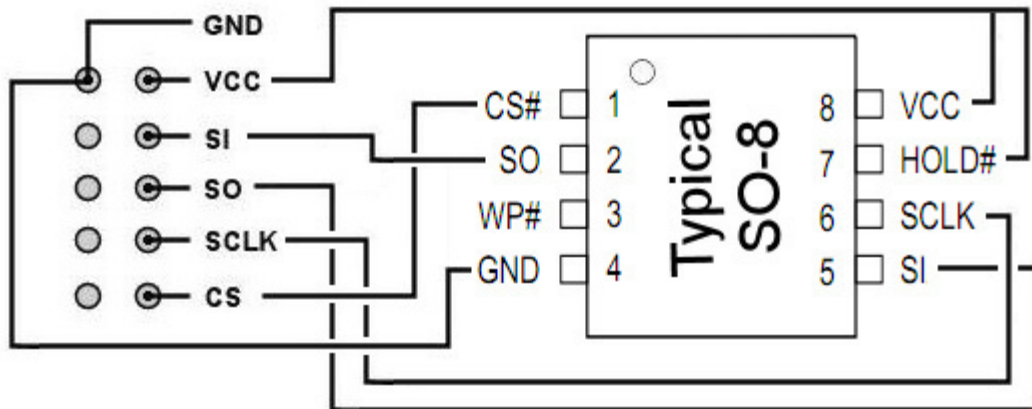 GND
VCC
SI
SO
SCLK
CS
CS# 1
SO 2
WP# 3
GND 4
Typical
SO-8
8 VCC
7 HOLD#
6 SCLK
5 SI